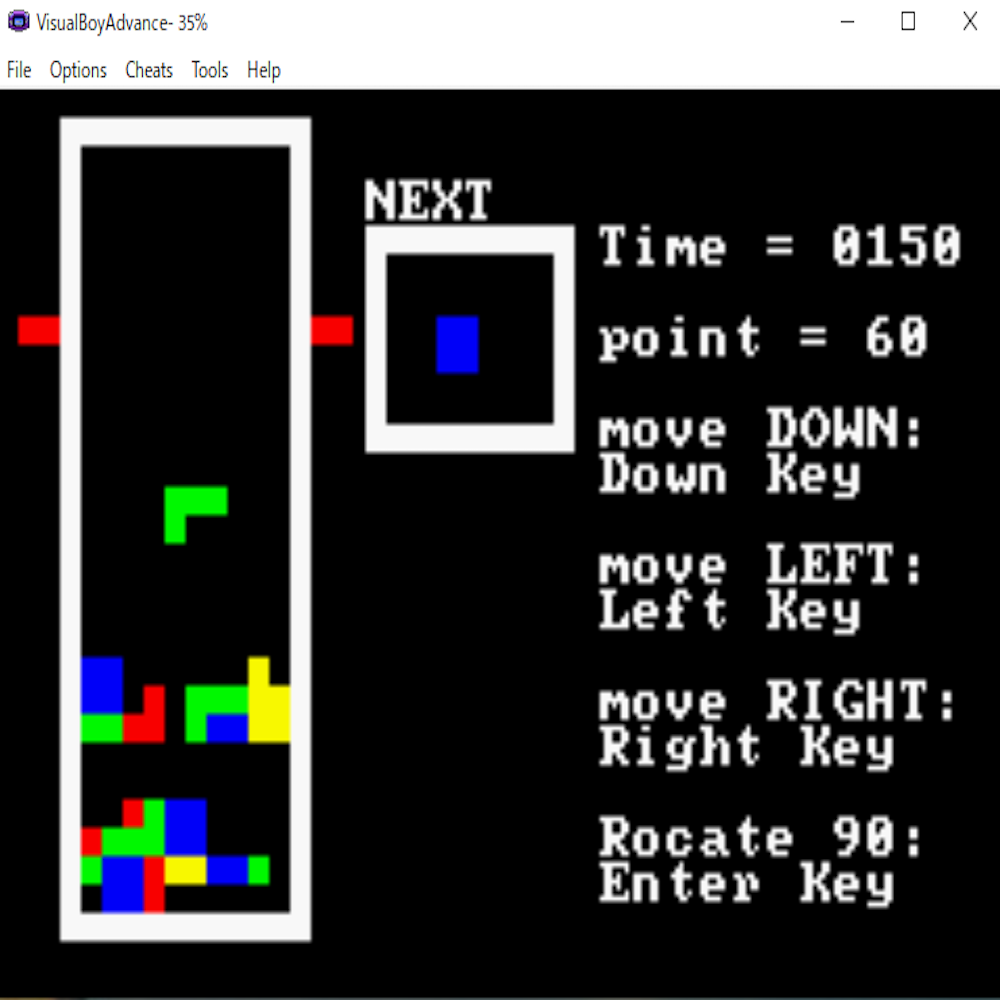 VisualBoyAdvance- 35%
File Options Cheats Tools Help
NEXT
Time = 0150
point = 60
move DOWN:
Down Key
move LEFT:
Left Key
move RIGHT:
Right Key
Rocate 90:
Enter Key